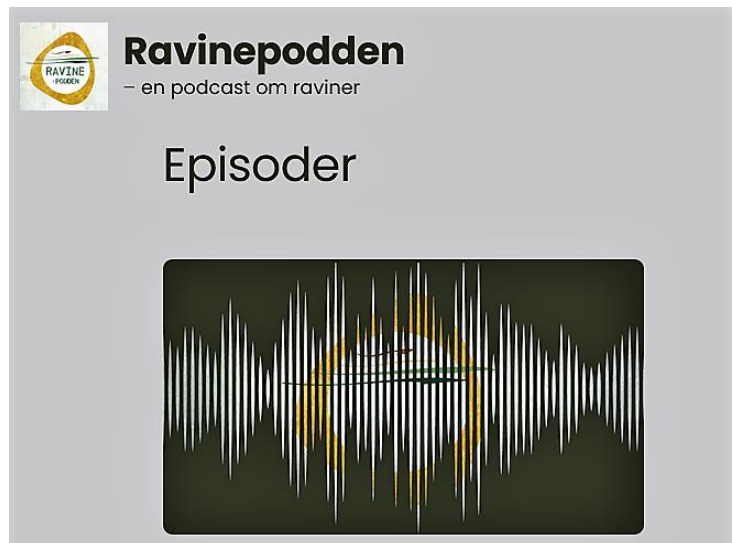 RAVINE
·PODDEN
Ravinepodden
– en podcast om raviner
Episoder